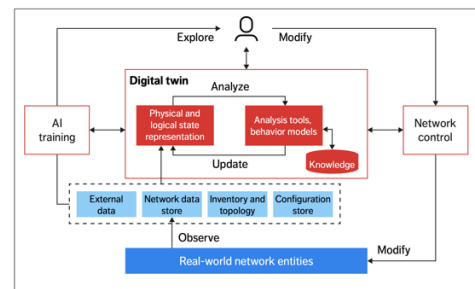 Explore
Modify
Digital twin
Analyze
Physical and
logical state
representation
Analysis tools,
behavior models
AI
training
Network
control
Update
Knowledge
External
data
Network data
store
Inventory and
topology
Configuration
store
Observe
Modify
Real-world network entities